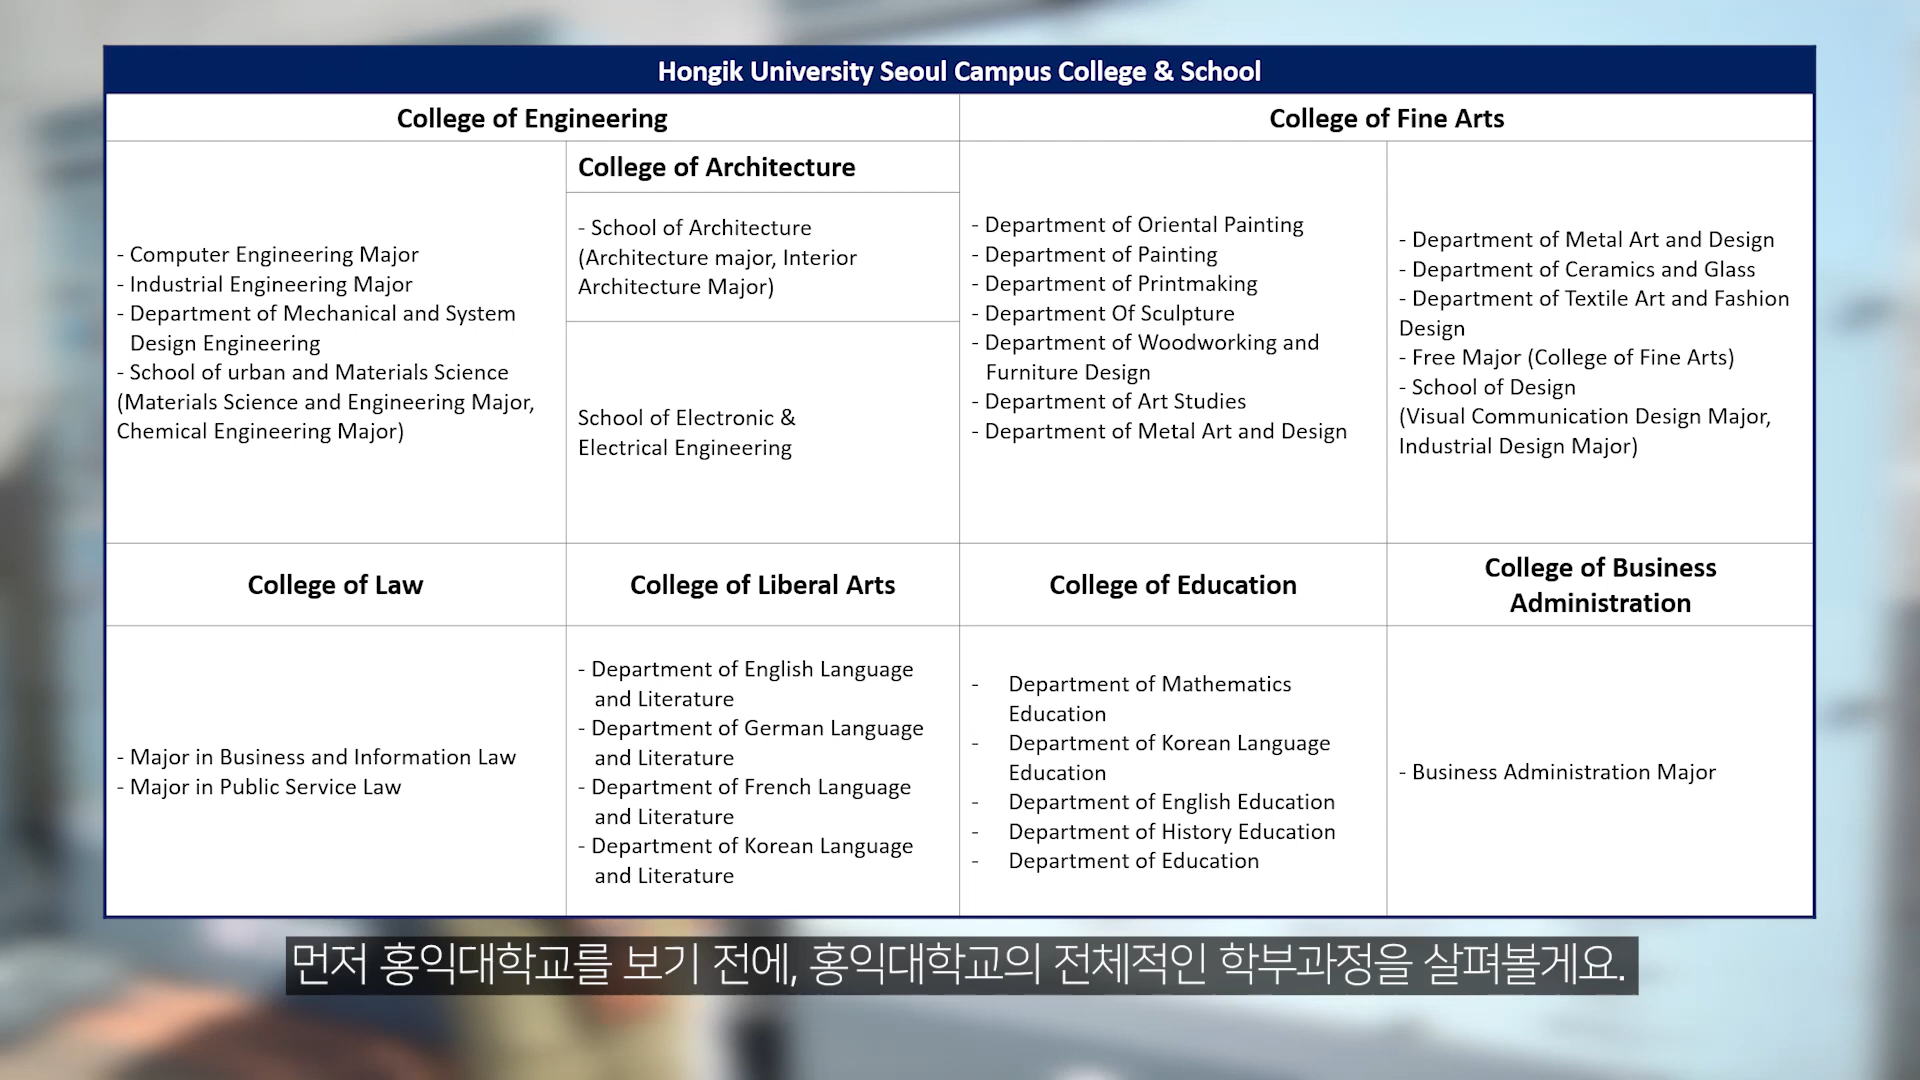 Hongik University Seoul Campus College & School
College of Engineering
College of Fine Arts
- Computer Engineering Major
- Industrial Engineering Major
- Department of Mechanical and System
Design Engineering
- School of urban and Materials Science
(Materials Science and Engineering Major,
Chemical Engineering Major)
College of Architecture
- School of Architecture
(Architecture major, Interior
Architecture Major)
School of Electronic &
Electrical Engineering
- Department of Oriental Painting
- Department of Painting
- Department of Printmaking
- Department Of Sculpture
- Department of Woodworking and
Furniture Design
- Department of Art Studies
- Department of Metal Art and Design
- Department of Metal Art and Design
- Department of Ceramics and Glass
- Department of Textile Art and Fashion
Design
- Free Major (College of Fine Arts)
- School of Design
(Visual Communication Design Major,
Industrial Design Major)
College of Law
College of Liberal Arts
College of Education
College of Business
Administration
- Major in Business and Information Law
- Major in Public Service Law
- Department of English Language
and Literature
- Department of German Language
and Literature
- Department of French Language
and Literature
- Department of Korean Language
and Literature
- Department of Mathematics
Education
- Department of Korean Language
Education
- Department of English Education
- Department of History Education
- Department of Education
- Business Administration Major
먼저 홍익대학교를 보기 전에, 홍익대학교의 전체적인 학부과정을 살펴볼게요.